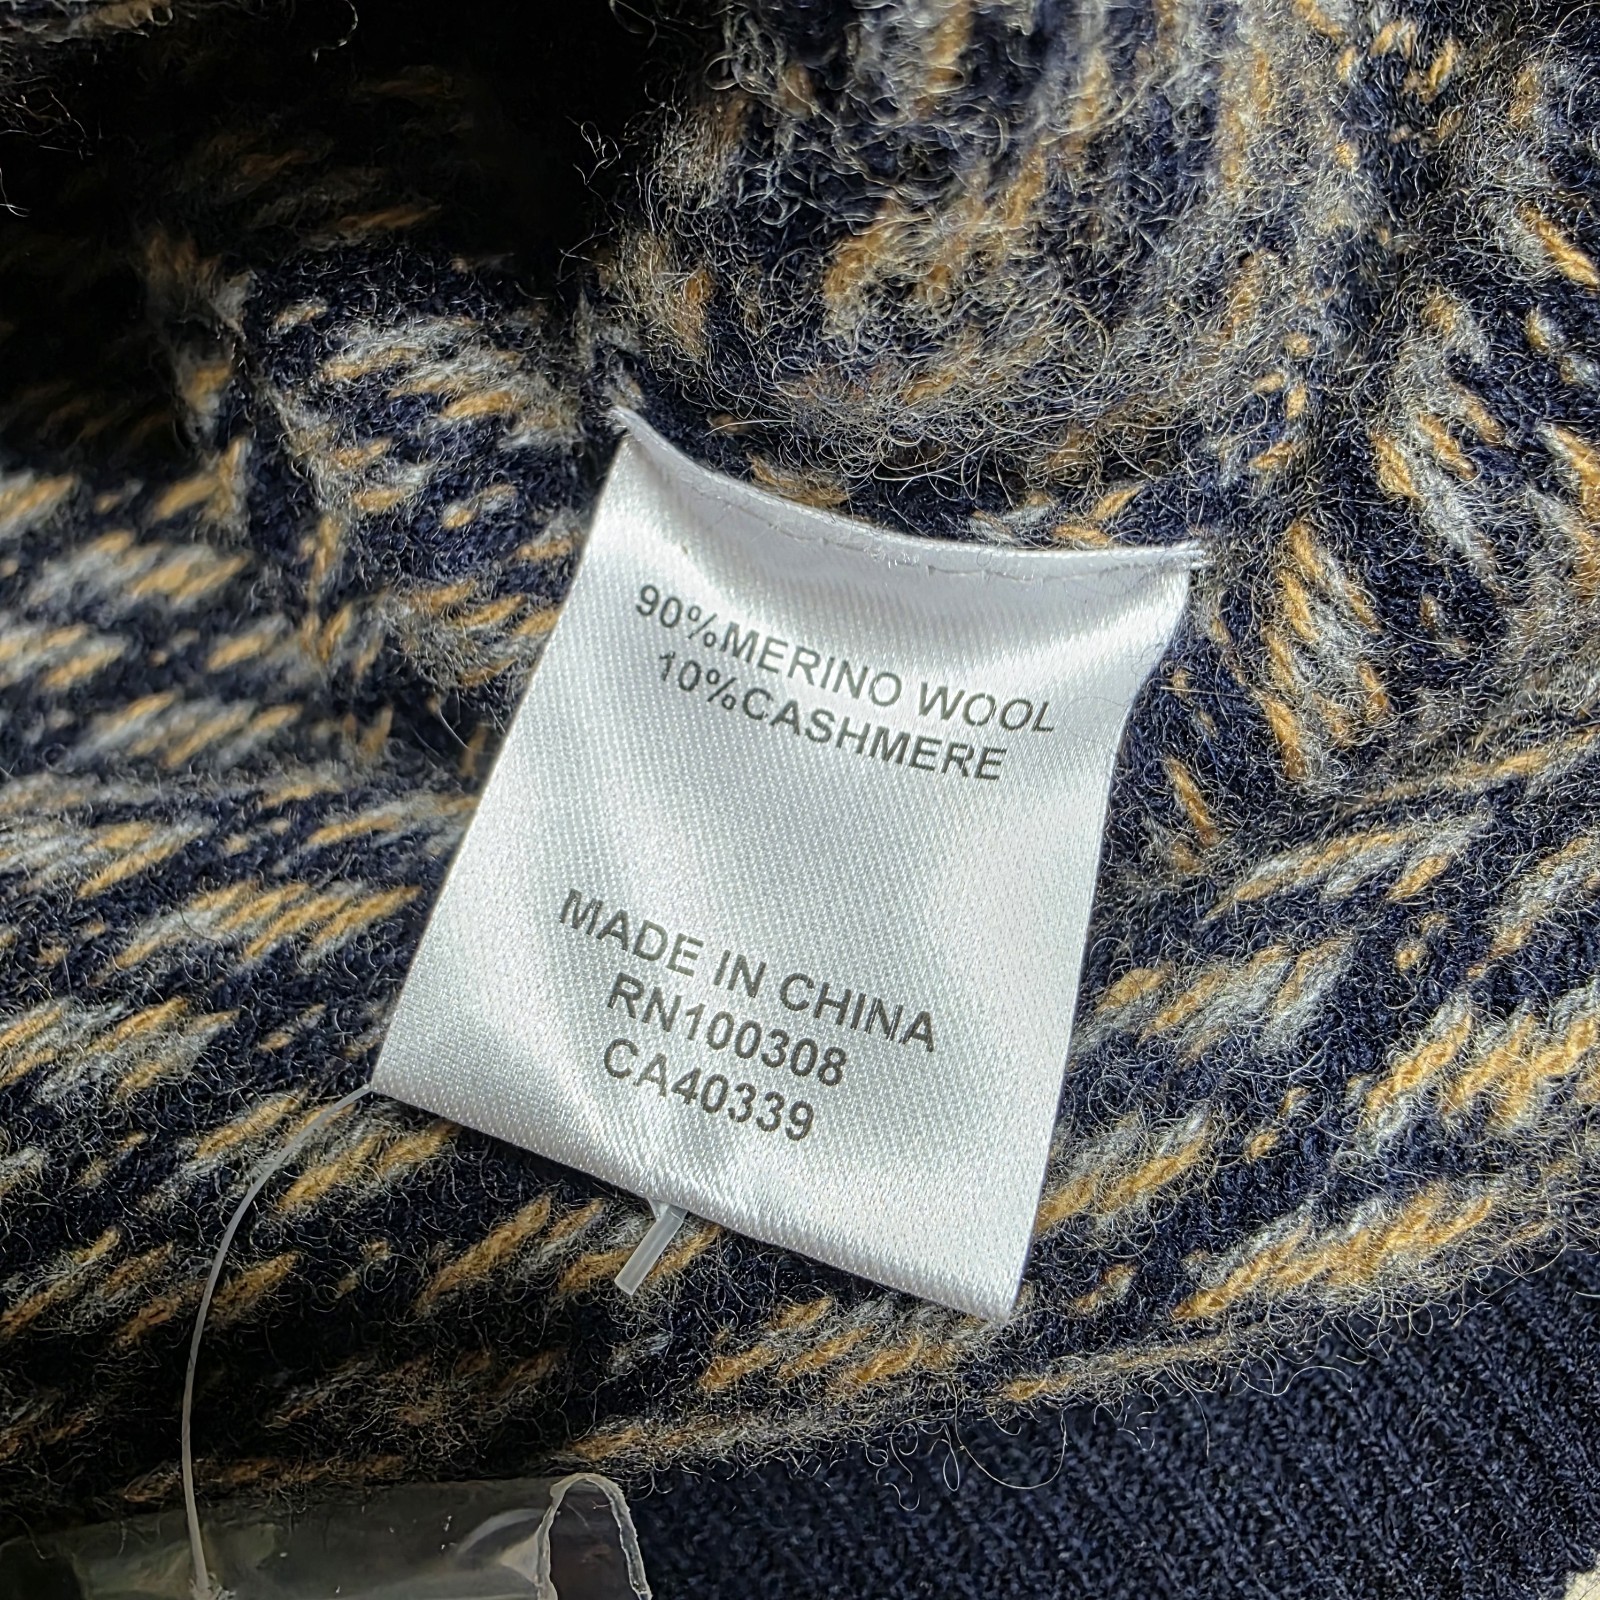 90%MERINO WOOL
10%CASHMERE
MADE IN CHINA
RN100308
CA40339